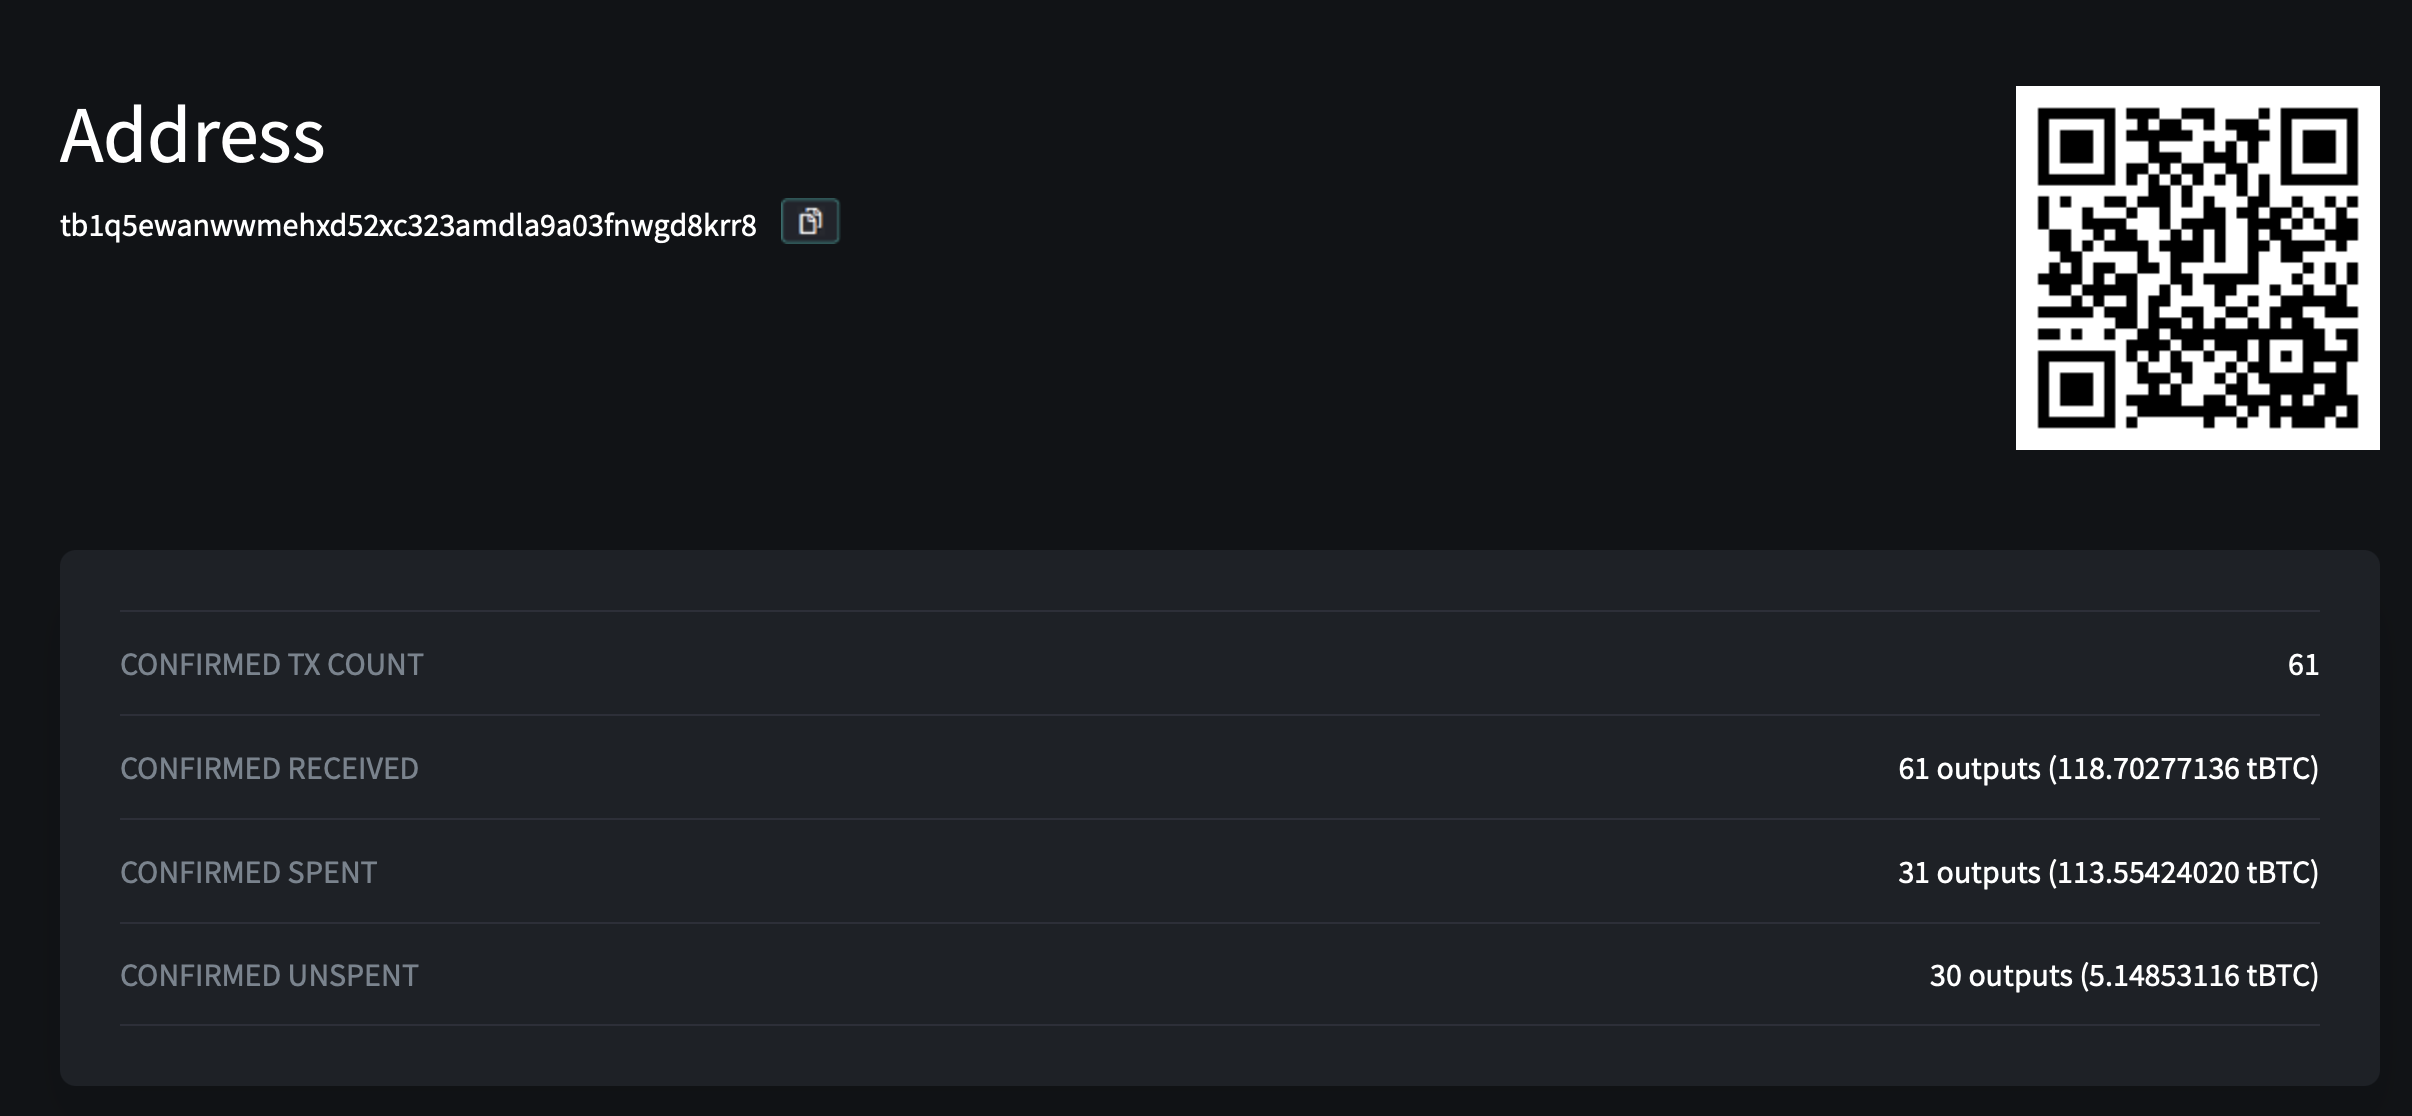 Address
tb1q5ewanwwmehxd52xc323amdla9a03fnwgd8krr8
CONFIRMED TX COUNT
61
CONFIRMED RECEIVED
61 outputs (118.70277136 tBTC)
CONFIRMED SPENT
31 outputs (113.55424020 tBTC)
CONFIRMED UNSPENT
30 outputs (5.14853116 tBTC)